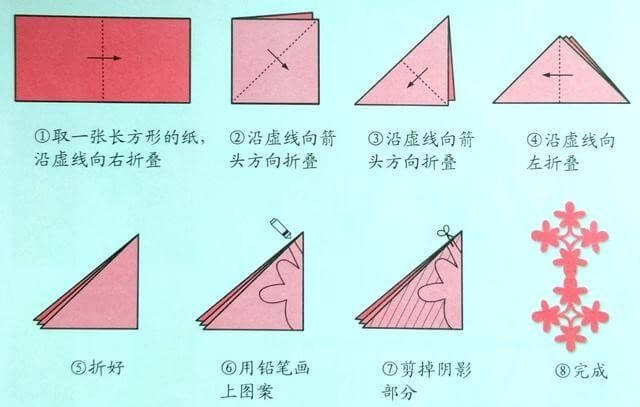 ①取一张长方形的纸，
沿虚线向右折叠
②沿虚线向箭
头方向折叠
③沿虚线向箭
头方向折叠
④沿虚线向
左折叠
⑤折好
⑥用铅笔画
上图案
⑦剪掉阴影
部分
⑧完成